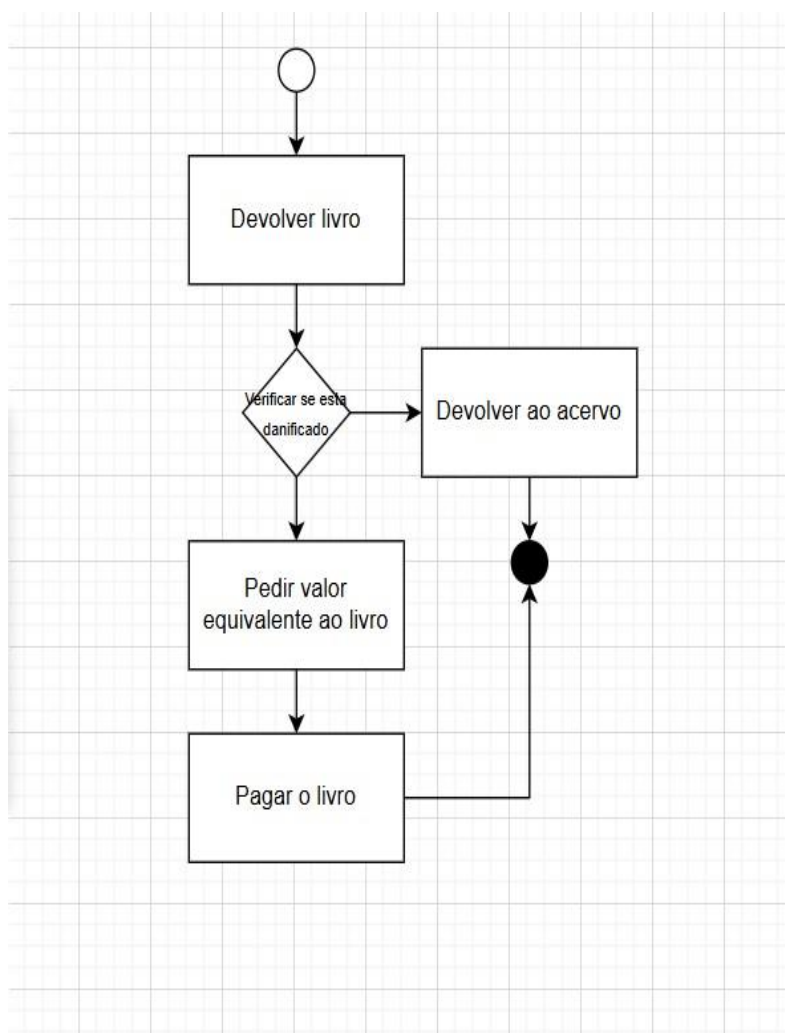 Devolver livro
Verificar se esta
danificado
Devolver ao acervo
Pedir valor
equivalente ao livro
Pagar o livro